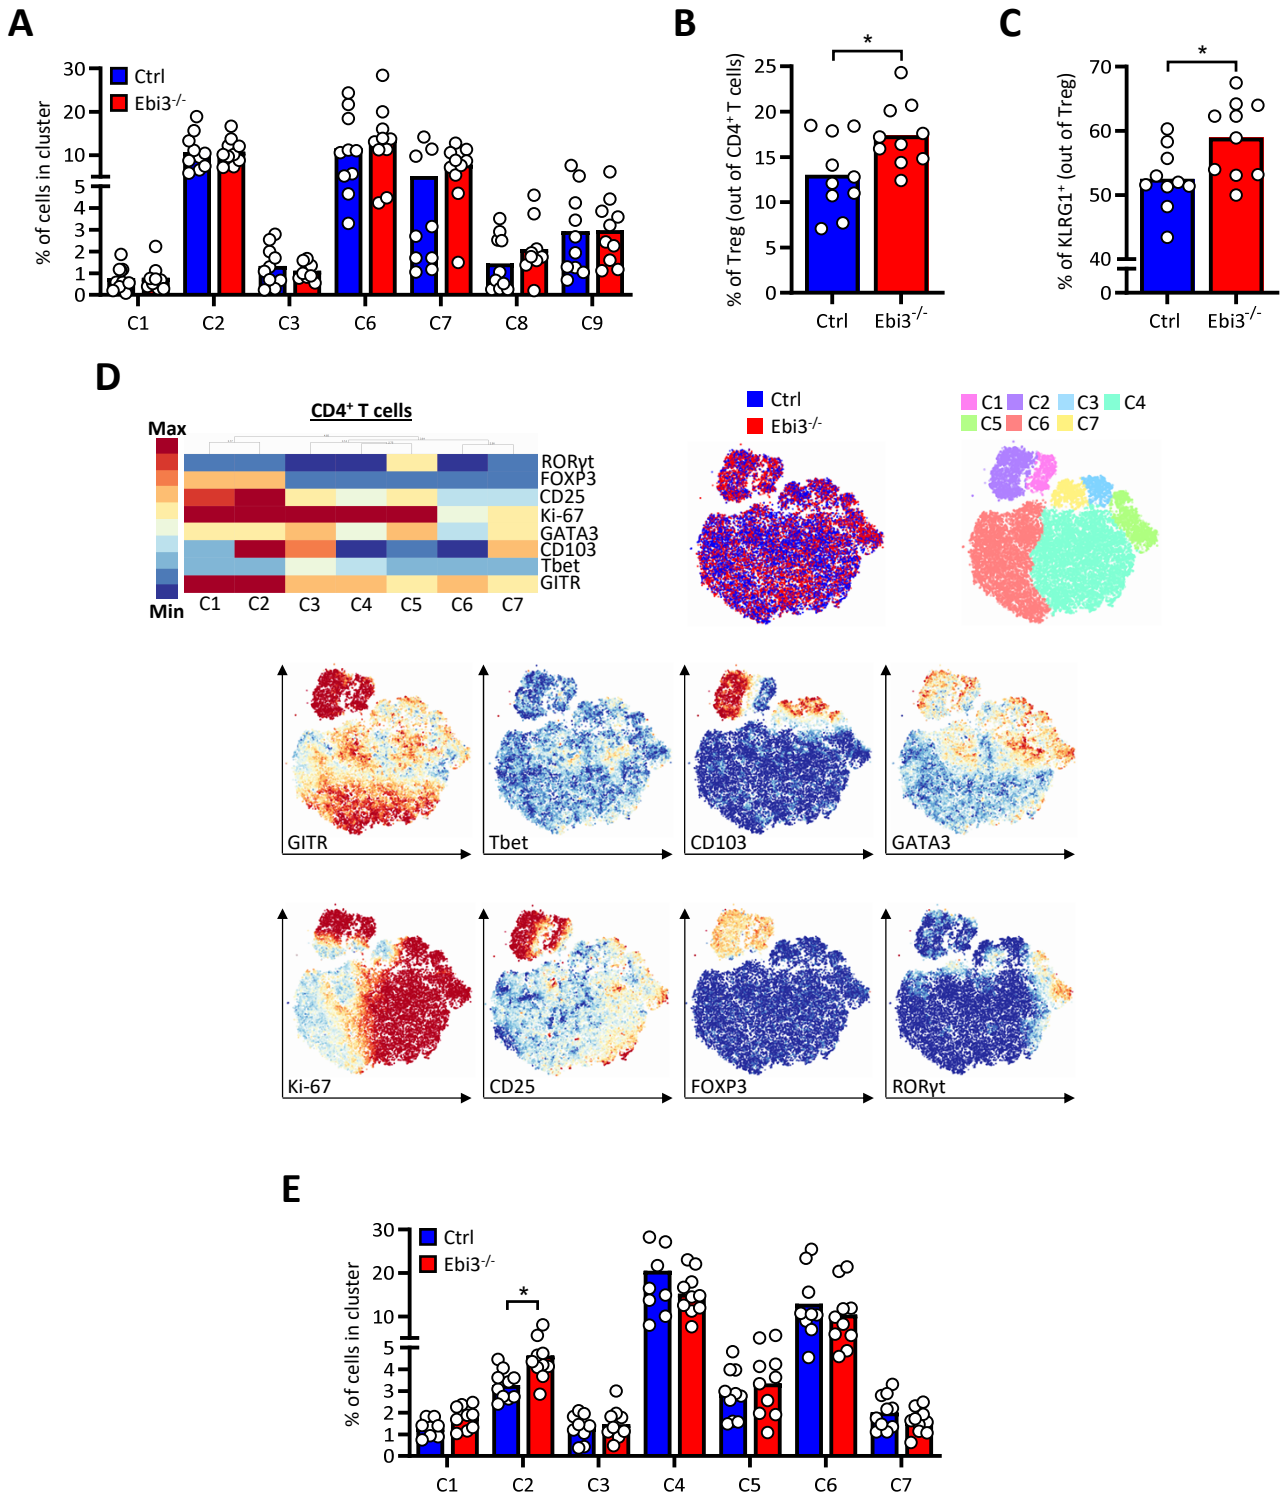 A
% of cells in cluster
30
20
10
5
4
3
2
1
0
Ctrl
Ebi3-/-
C1 C2 C3 C6 C7 C8 C9
B
% of Treg (out of CD4+ T cells)
25
20
15
10
5
0
*
Ctrl Ebi3-/-
C
% of KLRG1+ (out of Treg)
70
60
50
40
0
*
Ctrl Ebi3-/-
D
CD4+ T cells
Max
Min
RORγt
FOXP3
CD25
Ki-67
GATA3
CD103
Tbet
GITR
C1 C2 C3 C4 C5 C6 C7
Ctrl
Ebi3-/-
C1 C2 C3 C4
C5 C6 C7
GITR Tbet CD103 GATA3
Ki-67 CD25 FOXP3 RORγt
E
% of cells in cluster
30
20
10
5
4
3
2
1
0
Ctrl
Ebi3-/-
*
C1 C2 C3 C4 C5 C6 C7